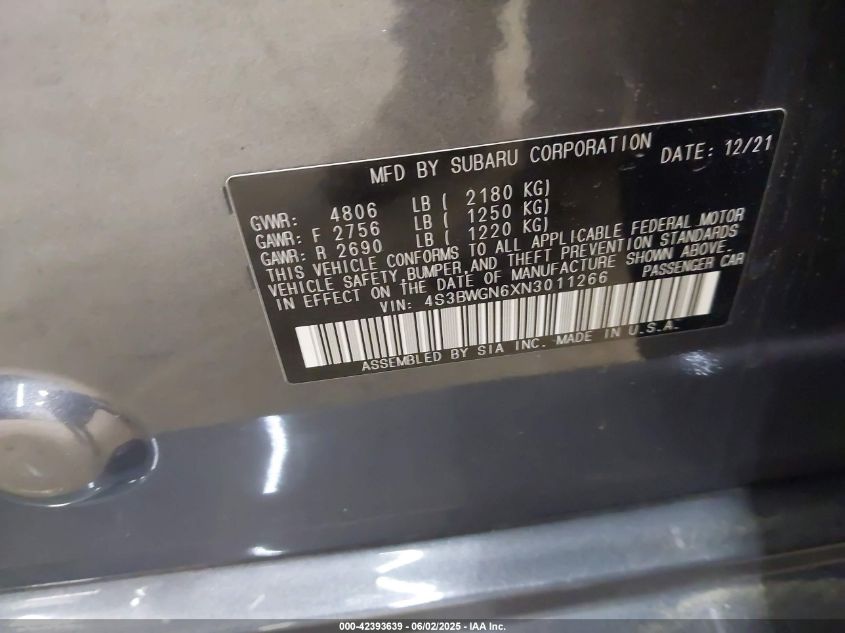 MFD BY SUBARU CORPORATION DATE: 12/21
GVWR: 4806 LB ( 2180 KG)
GAWR: F 2756 LB ( 1250 KG)
GAWR: R 2690 LB ( 1220 KG)
THIS VEHICLE CONFORMS TO ALL APPLICABLE FEDERAL MOTOR
VEHICLE SAFETY,BUMPER,AND THEFT PREVENTION STANDARDS
IN EFFECT ON THE DATE OF MANUFACTURE SHOWN ABOVE.
VIN: 4S3BWGN6XN3011266 PASSENGER CAR
ASSEMBLED BY SIA INC. MADE IN U.S.A.
000-42393639 - 06/02/2025 - IAA Inc.